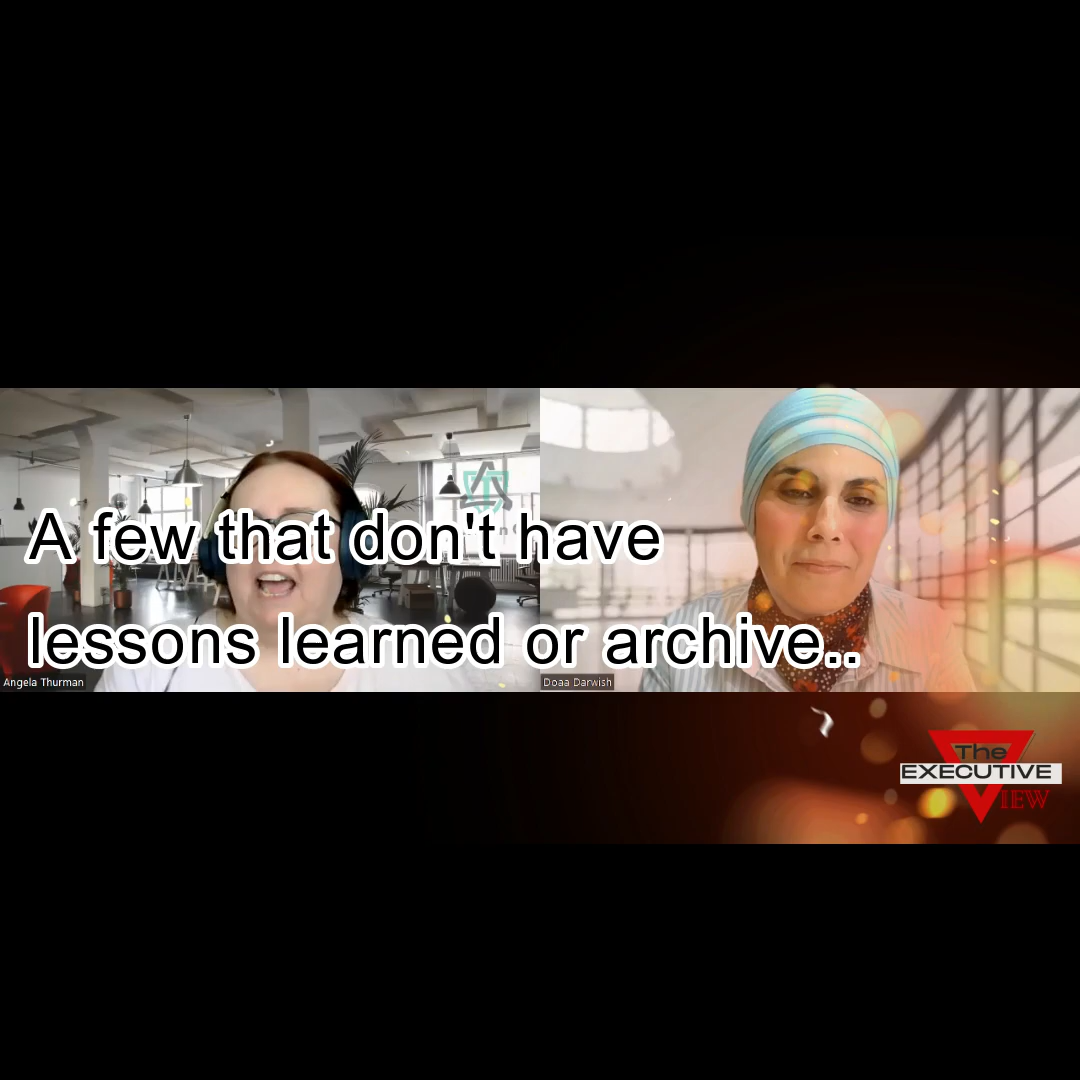 A few that don't have
lessons learned or archive..
Angela Thurman
Doaa Darwish
The
EXECUTIVE
VIEW